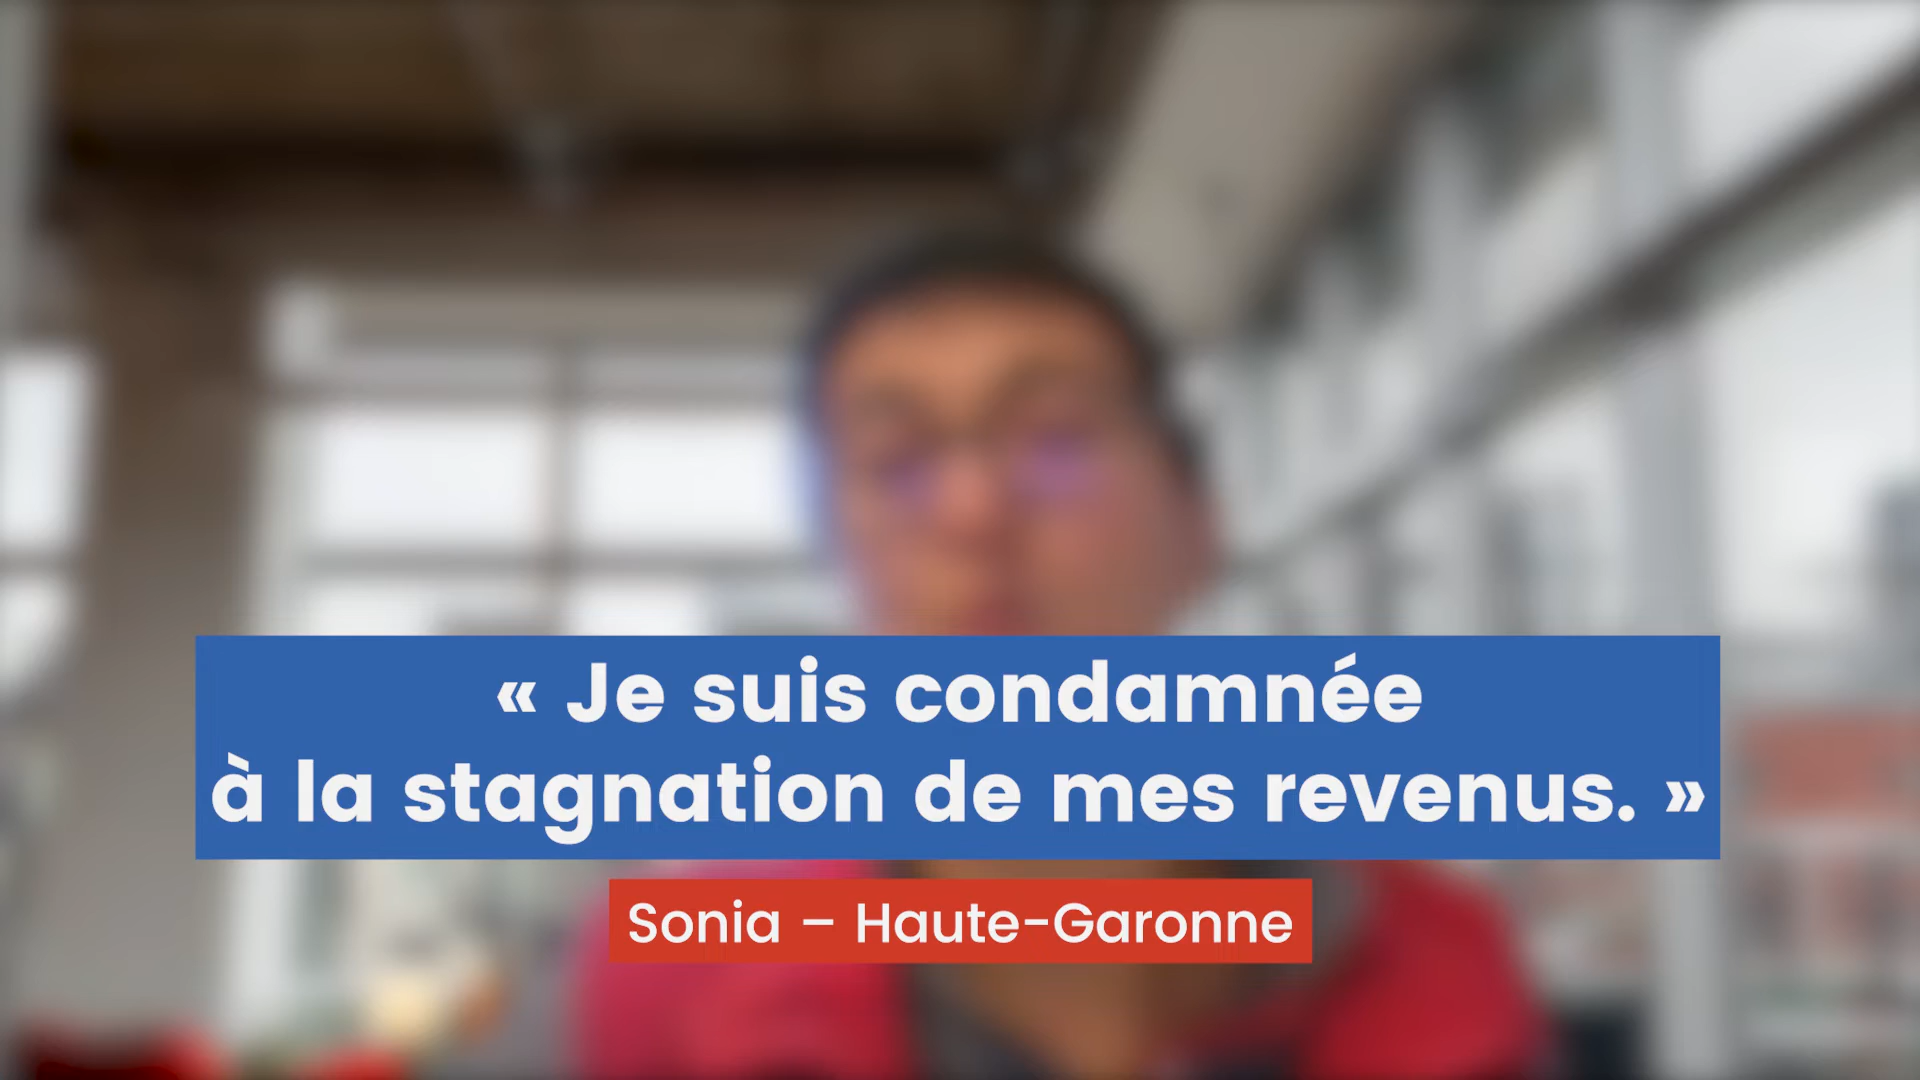 « Je suis condamnée
à la stagnation de mes revenus. »
Sonia – Haute-Garonne